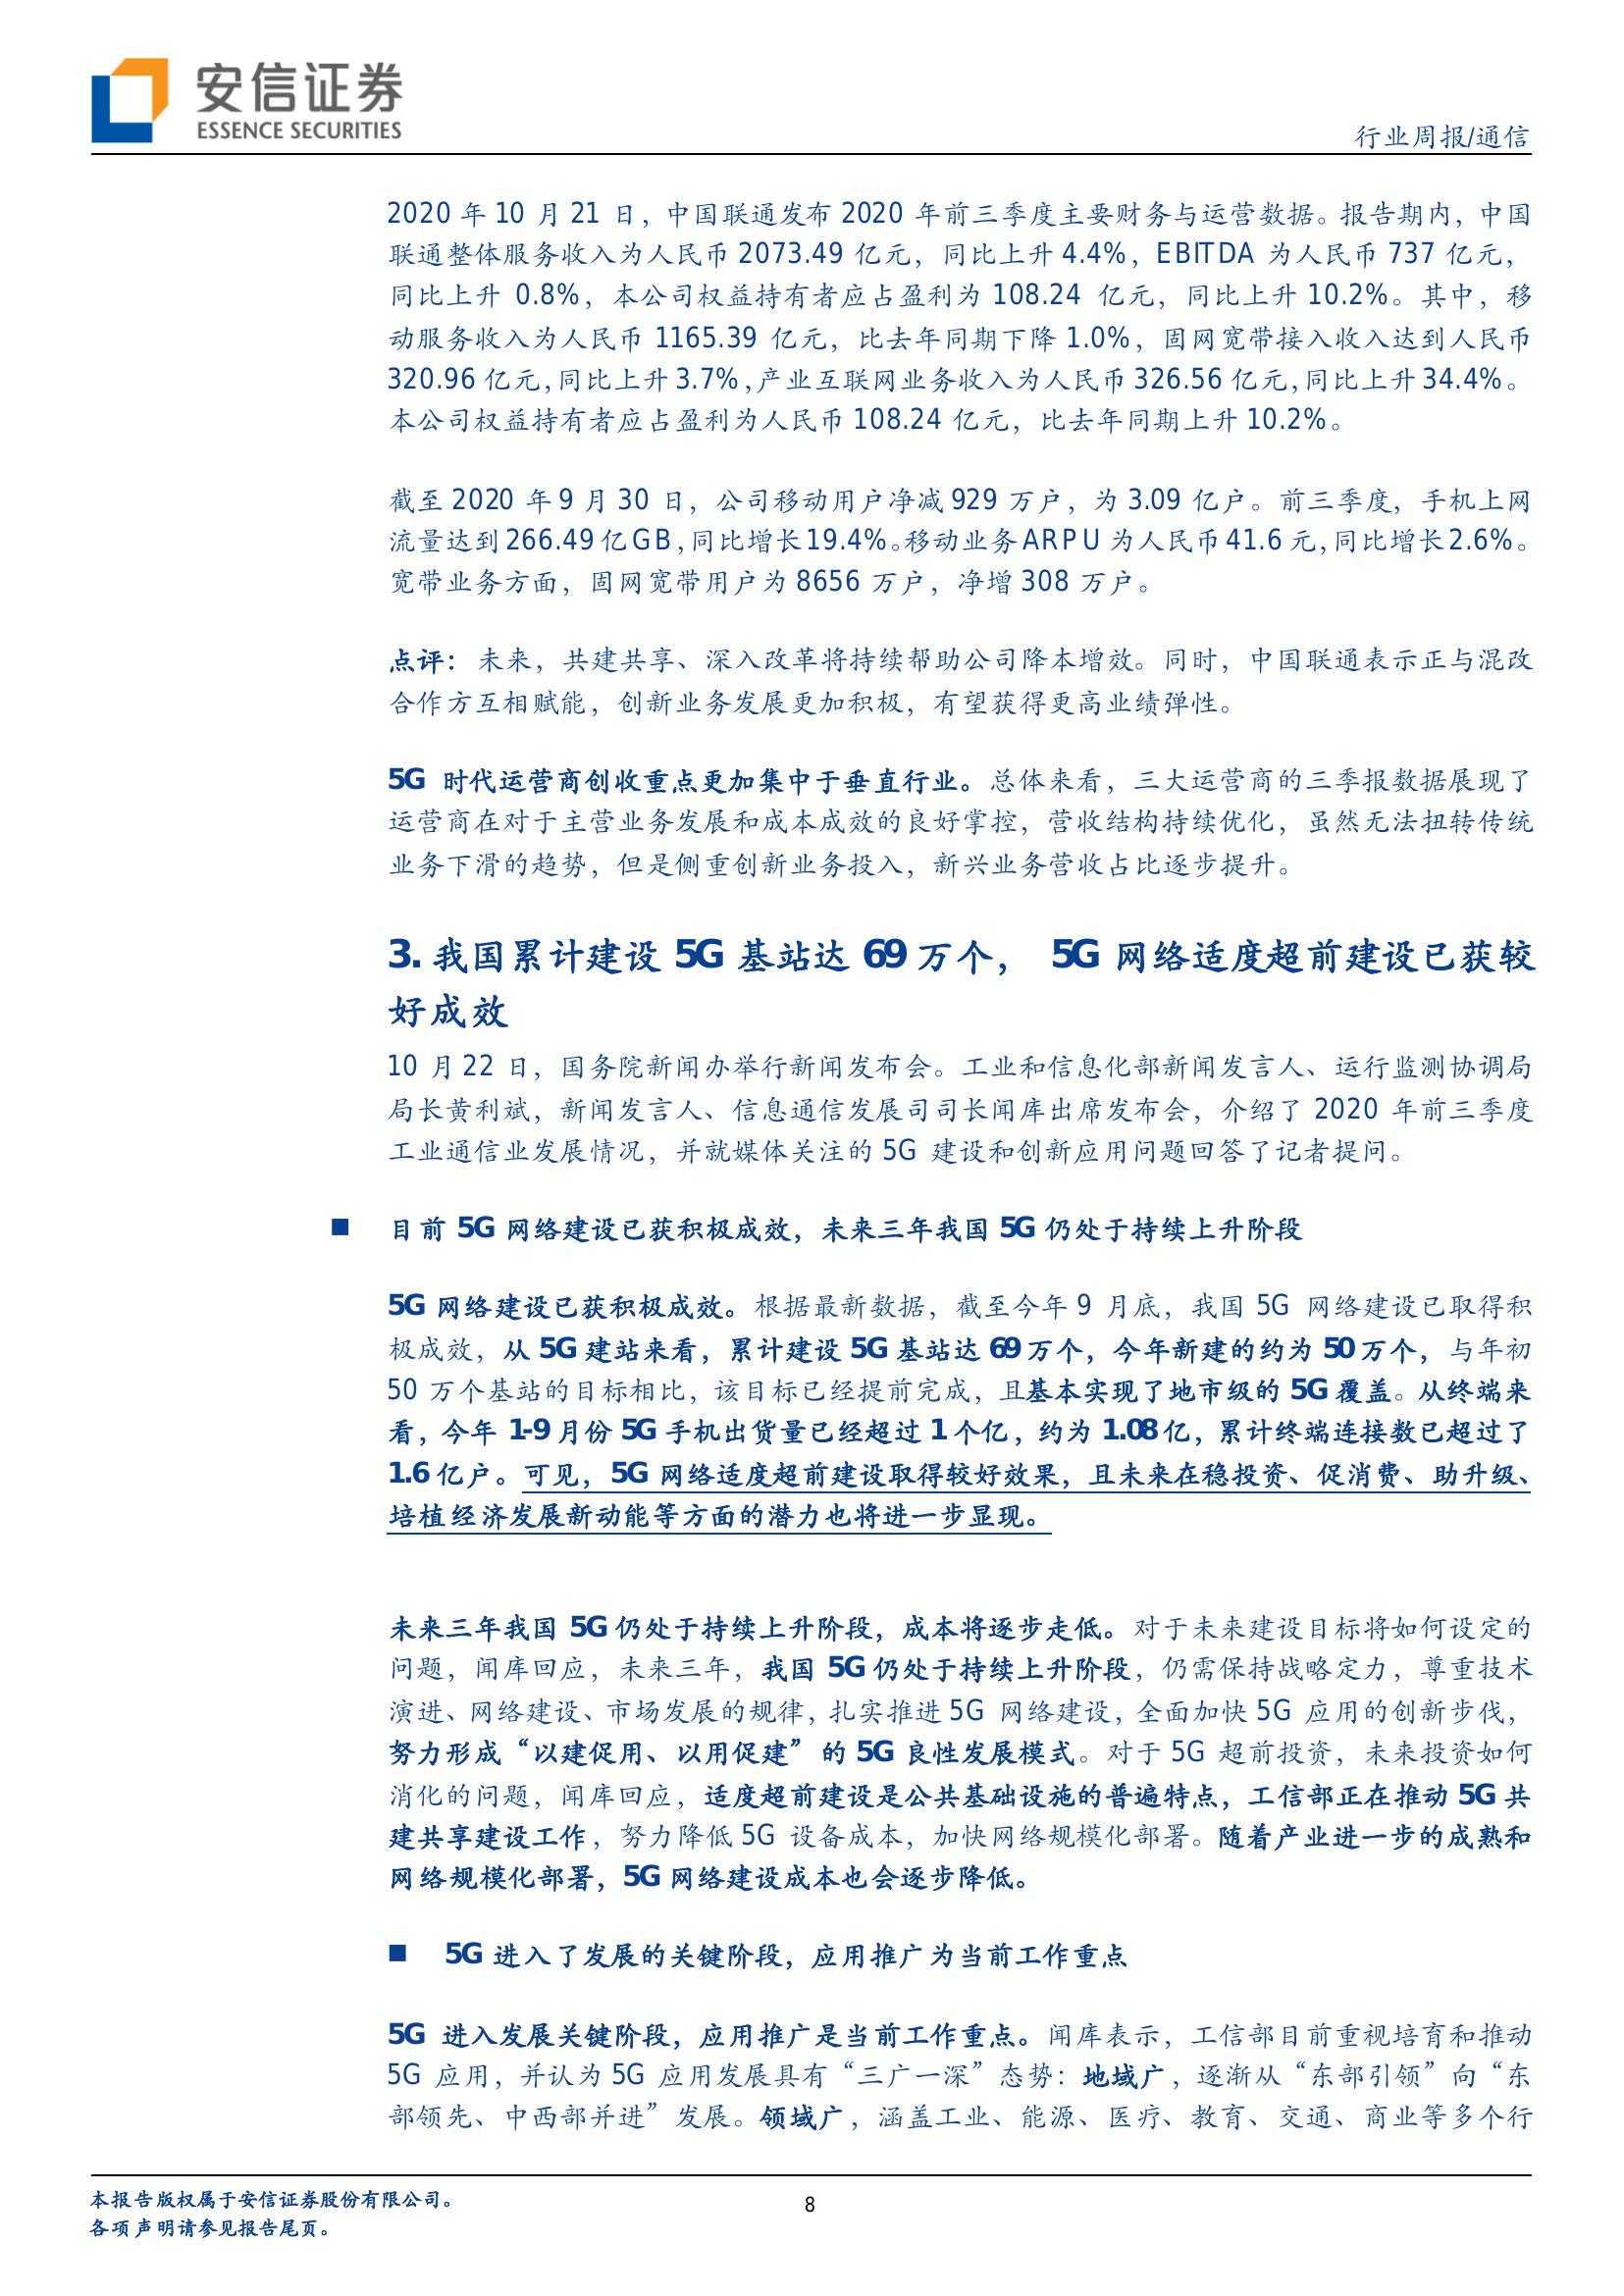 安信证券
ESSENCE SECURITIES
行业周报/通信
2020 年 10 月 21 日，中国联通发布 2020 年前三季度主要财务与运营数据。报告期内，中国
联通整体服务收入为人民币 2073.49 亿元，同比上升 4.4%，EBITDA 为人民币 737 亿元，
同比上升 0.8%，本公司权益持有者应占盈利为 108.24 亿元，同比上升 10.2%。其中，移
动服务收入为人民币 1165.39 亿元，比去年同期下降 1.0%，固网宽带接入收入达到人民币
320.96 亿元，同比上升 3.7%，产业互联网业务收入为人民币 326.56 亿元，同比上升 34.4%。
本公司权益持有者应占盈利为人民币 108.24 亿元，比去年同期上升 10.2%。
截至 2020 年 9 月 30 日，公司移动用户净减 929 万户，为 3.09 亿户。前三季度，手机上网
流量达到 266.49 亿 GB，同比增长 19.4%。移动业务 ARPU 为人民币 41.6 元，同比增长 2.6%。
宽带业务方面，固网宽带用户为 8656 万户，净增 308 万户。
点评：未来，共建共享、深入改革将持续帮助公司降本增效。同时，中国联通表示正与混改
合作方互相赋能，创新业务发展更加积极，有望获得更高业绩弹性。
5G 时代运营商创收重点更加集中于垂直行业。总体来看，三大运营商的三季报数据展现了
运营商在对于主营业务发展和成本成效的良好掌控，营收结构持续优化，虽然无法扭转传统
业务下滑的趋势，但是侧重创新业务投入，新兴业务营收占比逐步提升。
3. 我国累计建设 5G 基站达 69 万个， 5G 网络适度超前建设已获较
好成效
10 月 22 日，国务院新闻办举行新闻发布会。工业和信息化部新闻发言人、运行监测协调局
局长黄利斌，新闻发言人、信息通信发展司司长闻库出席发布会，介绍了 2020 年前三季度
工业通信业发展情况，并就媒体关注的 5G 建设和创新应用问题回答了记者提问。
■ 目前 5G 网络建设已获积极成效，未来三年我国 5G 仍处于持续上升阶段
5G 网络建设已获积极成效。根据最新数据，截至今年 9 月底，我国 5G 网络建设已取得积
极成效，从 5G 建站来看，累计建设 5G 基站达 69 万个，今年新建的约为 50 万个，与年初
50 万个基站的目标相比，该目标已经提前完成，且基本实现了地市级的 5G 覆盖。从终端来
看，今年 1-9 月份 5G 手机出货量已经超过 1 个亿，约为 1.08 亿，累计终端连接数已超过了
1.6 亿户。可见，5G 网络适度超前建设取得较好效果，且未来在稳投资、促消费、助升级、
培植经济发展新动能等方面的潜力也将进一步显现。
未来三年我国 5G 仍处于持续上升阶段，成本将逐步走低。对于未来建设目标将如何设定的
问题，闻库回应，未来三年，我国 5G 仍处于持续上升阶段，仍需保持战略定力，尊重技术
演进、网络建设、市场发展的规律，扎实推进 5G 网络建设，全面加快 5G 应用的创新步伐，
努力形成“以建促用、以用促建”的 5G 良性发展模式。对于 5G 超前投资，未来投资如何
消化的问题，闻库回应，适度超前建设是公共基础设施的普遍特点，工信部正在推动 5G 共
建共享建设工作，努力降低 5G 设备成本，加快网络规模化部署。随着产业进一步的成熟和
网络规模化部署，5G 网络建设成本也会逐步降低。
■ 5G 进入了发展的关键阶段，应用推广为当前工作重点
5G 进入发展关键阶段，应用推广是当前工作重点。闻库表示，工信部目前重视培育和推动
5G 应用，并认为 5G 应用发展具有“三广一深”态势：地域广，逐渐从“东部引领”向“东
部领先、中西部并进”发展。领域广，涵盖工业、能源、医疗、教育、交通、商业等多个行
本报告版权属于安信证券股份有限公司。
8
各项声明请参见报告尾页。